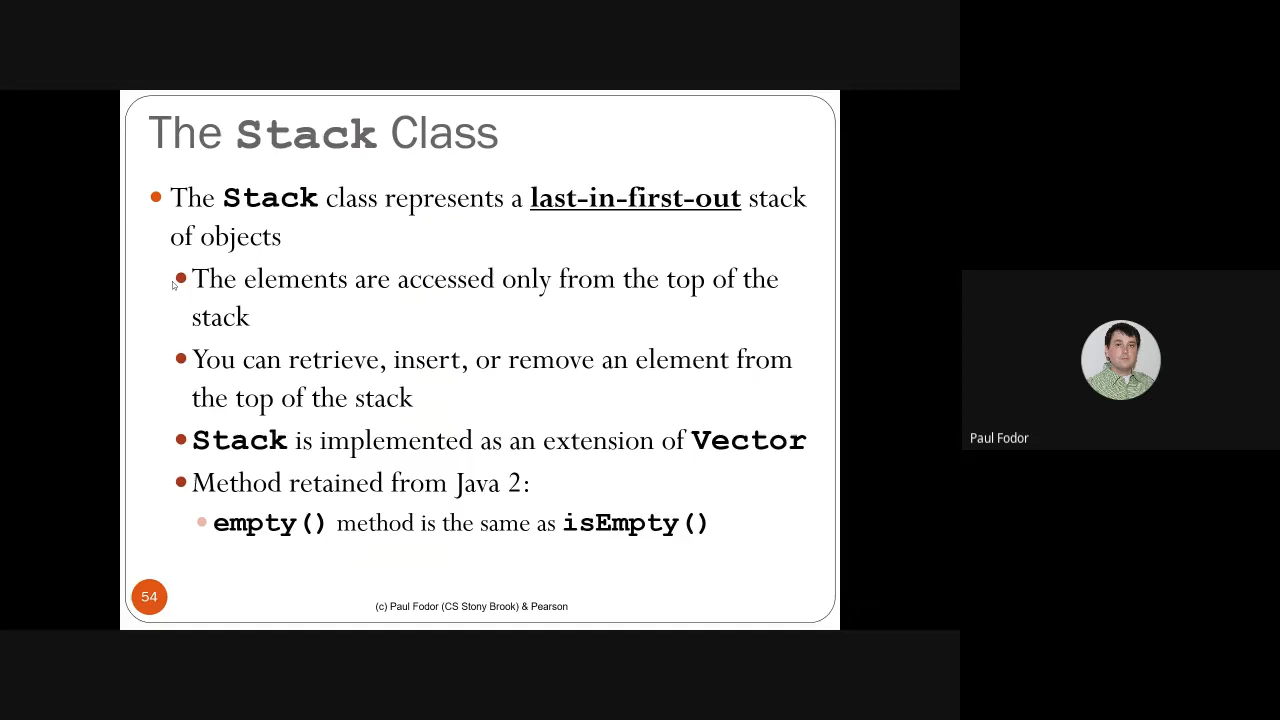 The Stack Class
The Stack class represents a last-in-first-out stack
of objects
The elements are accessed only from the top of the
stack
You can retrieve, insert, or remove an element from
the top of the stack
Stack is implemented as an extension of Vector
Method retained from Java 2:
empty() method is the same as isEmpty()
54
(c) Paul Fodor (CS Stony Brook) & Pearson
Paul Fodor